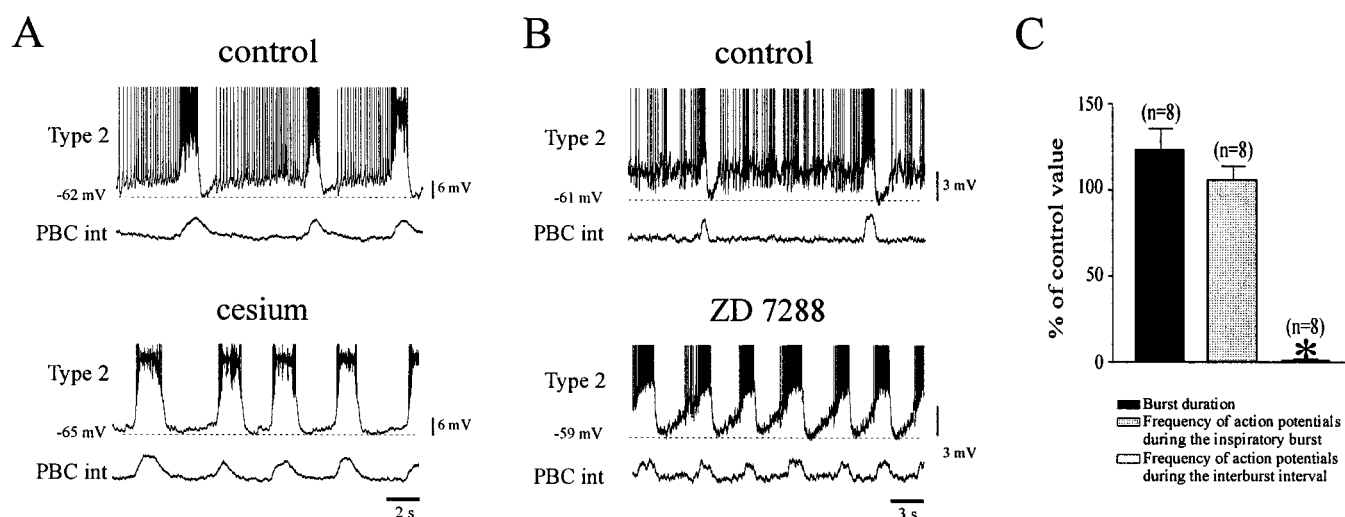 A
control
Type 2
-62 mV
6 mV
PBC int
cesium
Type 2
-65 mV
6 mV
PBC int
2 s
B
control
Type 2
-61 mV
3 mV
PBC int
ZD 7288
Type 2
-59 mV
3 mV
PBC int
3 s
C
% of control value
150
100
50
0
(n=8)
(n=8)
(n=8)
*
Burst duration
Frequency of action potentials
during the inspiratory burst
Frequency of action potentials
during the interburst interval